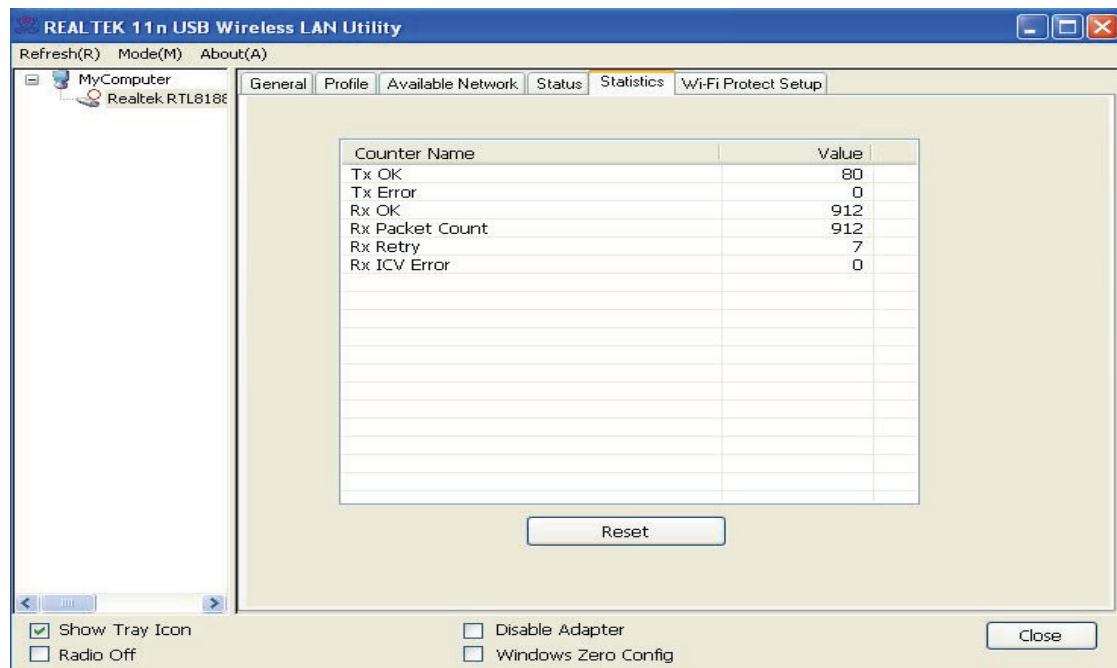 REALTEK 11n USB Wireless LAN Utility
Refresh(R) Mode(M) About(A)
MyComputer
Realtek RTL8188
General Profile Available Network Status Statistics Wi-Fi Protect Setup
Counter Name Value
Tx OK 80
Tx Error 0
Rx OK 912
Rx Packet Count 912
Rx Retry 7
Rx ICV Error 0
Reset
Show Tray Icon Disable Adapter
Radio Off Windows Zero Config
Close